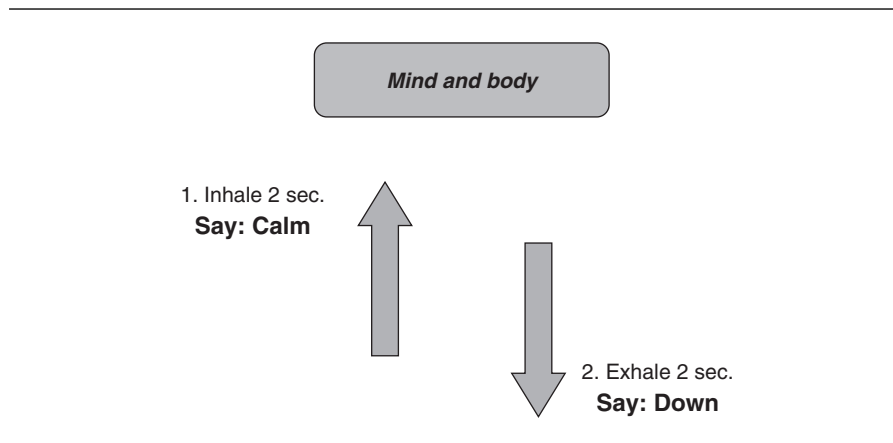 Mind and body
1. Inhale 2 sec.
Say: Calm
2. Exhale 2 sec.
Say: Down